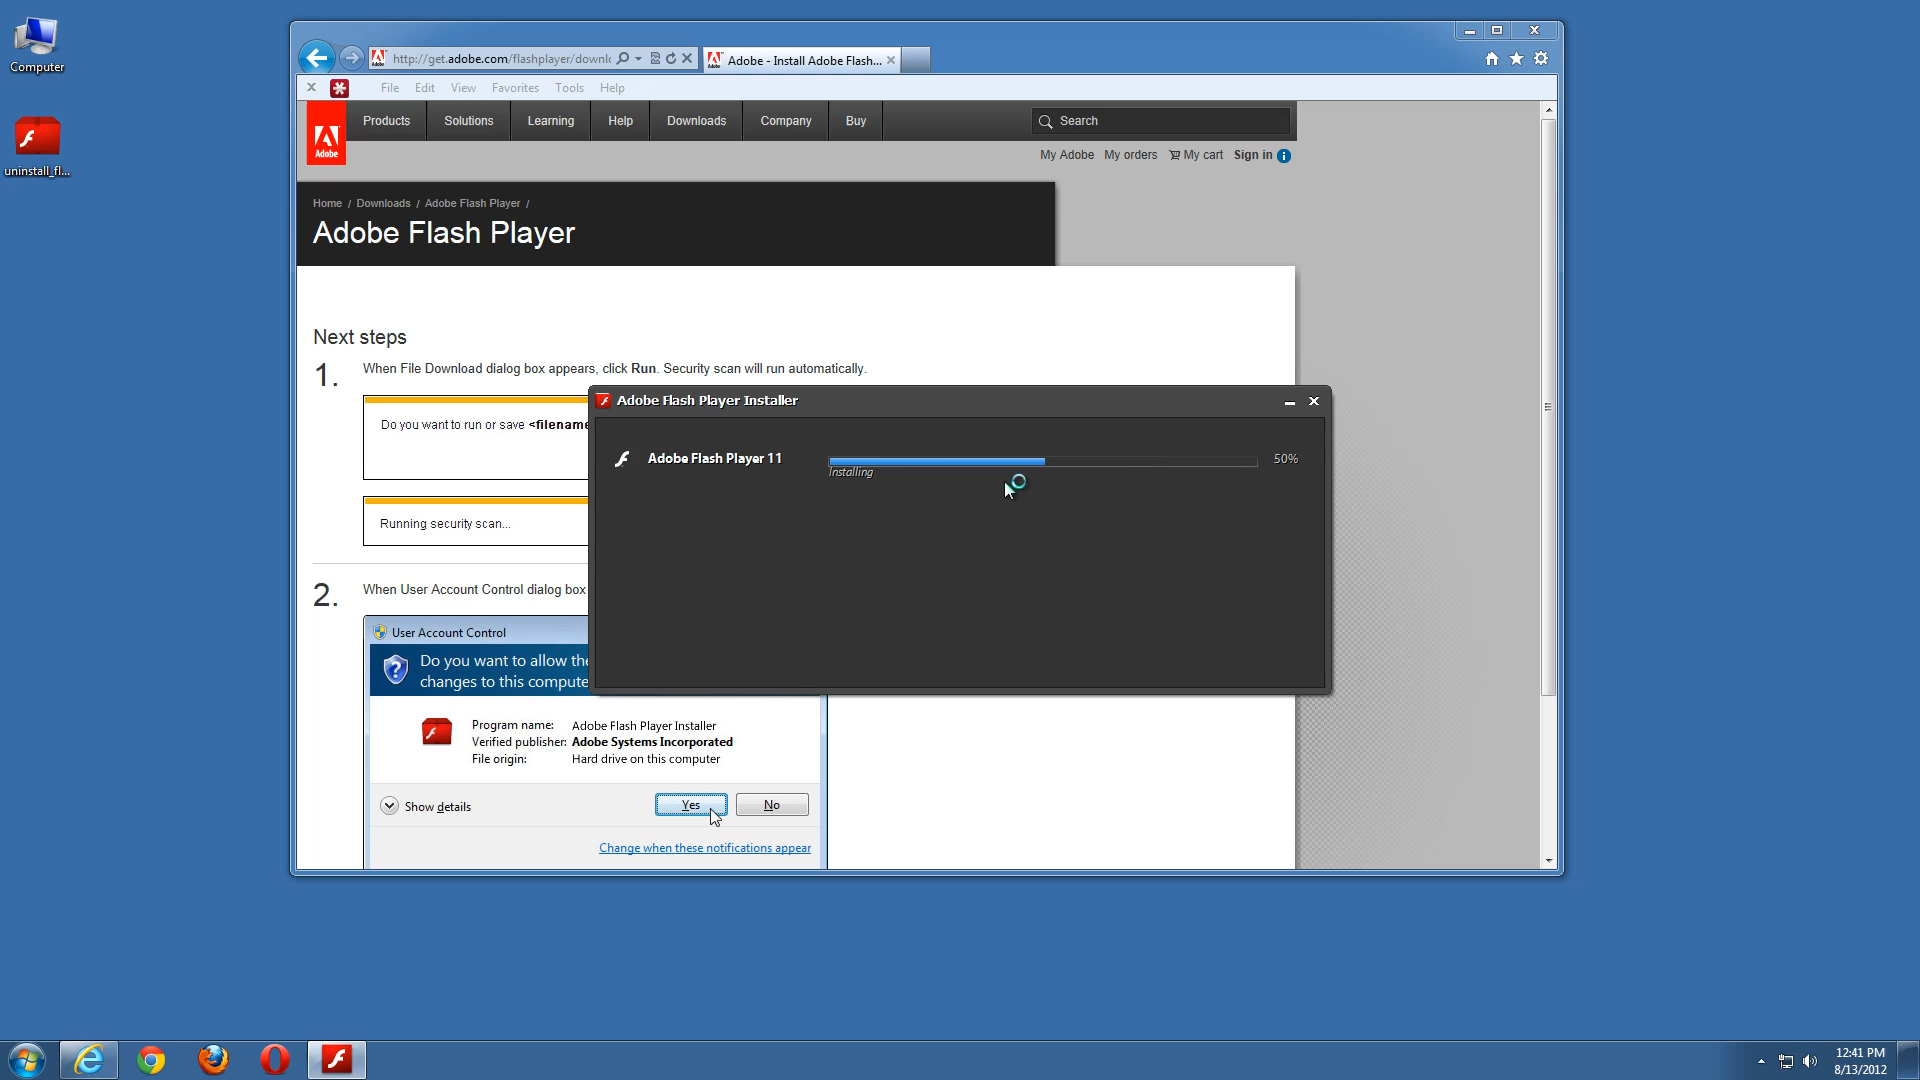 Computer
uninstall_fl...
http://get.adobe.com/flashplayer/downl
Adobe - Install Adobe Flash...
File Edit View Favorites Tools Help
Adobe
Products Solutions Learning Help Downloads Company Buy
Search
My Adobe My orders My cart Sign in
Home / Downloads / Adobe Flash Player /
Adobe Flash Player
Next steps
1. When File Download dialog box appears, click Run. Security scan will run automatically.
Do you want to run or save <filename
Running security scan...
Adobe Flash Player Installer
Adobe Flash Player 11
50%
Installing
2. When User Account Control dialog box
User Account Control
Do you want to allow the
changes to this compute
Program name: Adobe Flash Player Installer
Verified publisher: Adobe Systems Incorporated
File origin: Hard drive on this computer
Show details
Yes
No
Change when these notifications appear
12:41 PM
8/13/2012